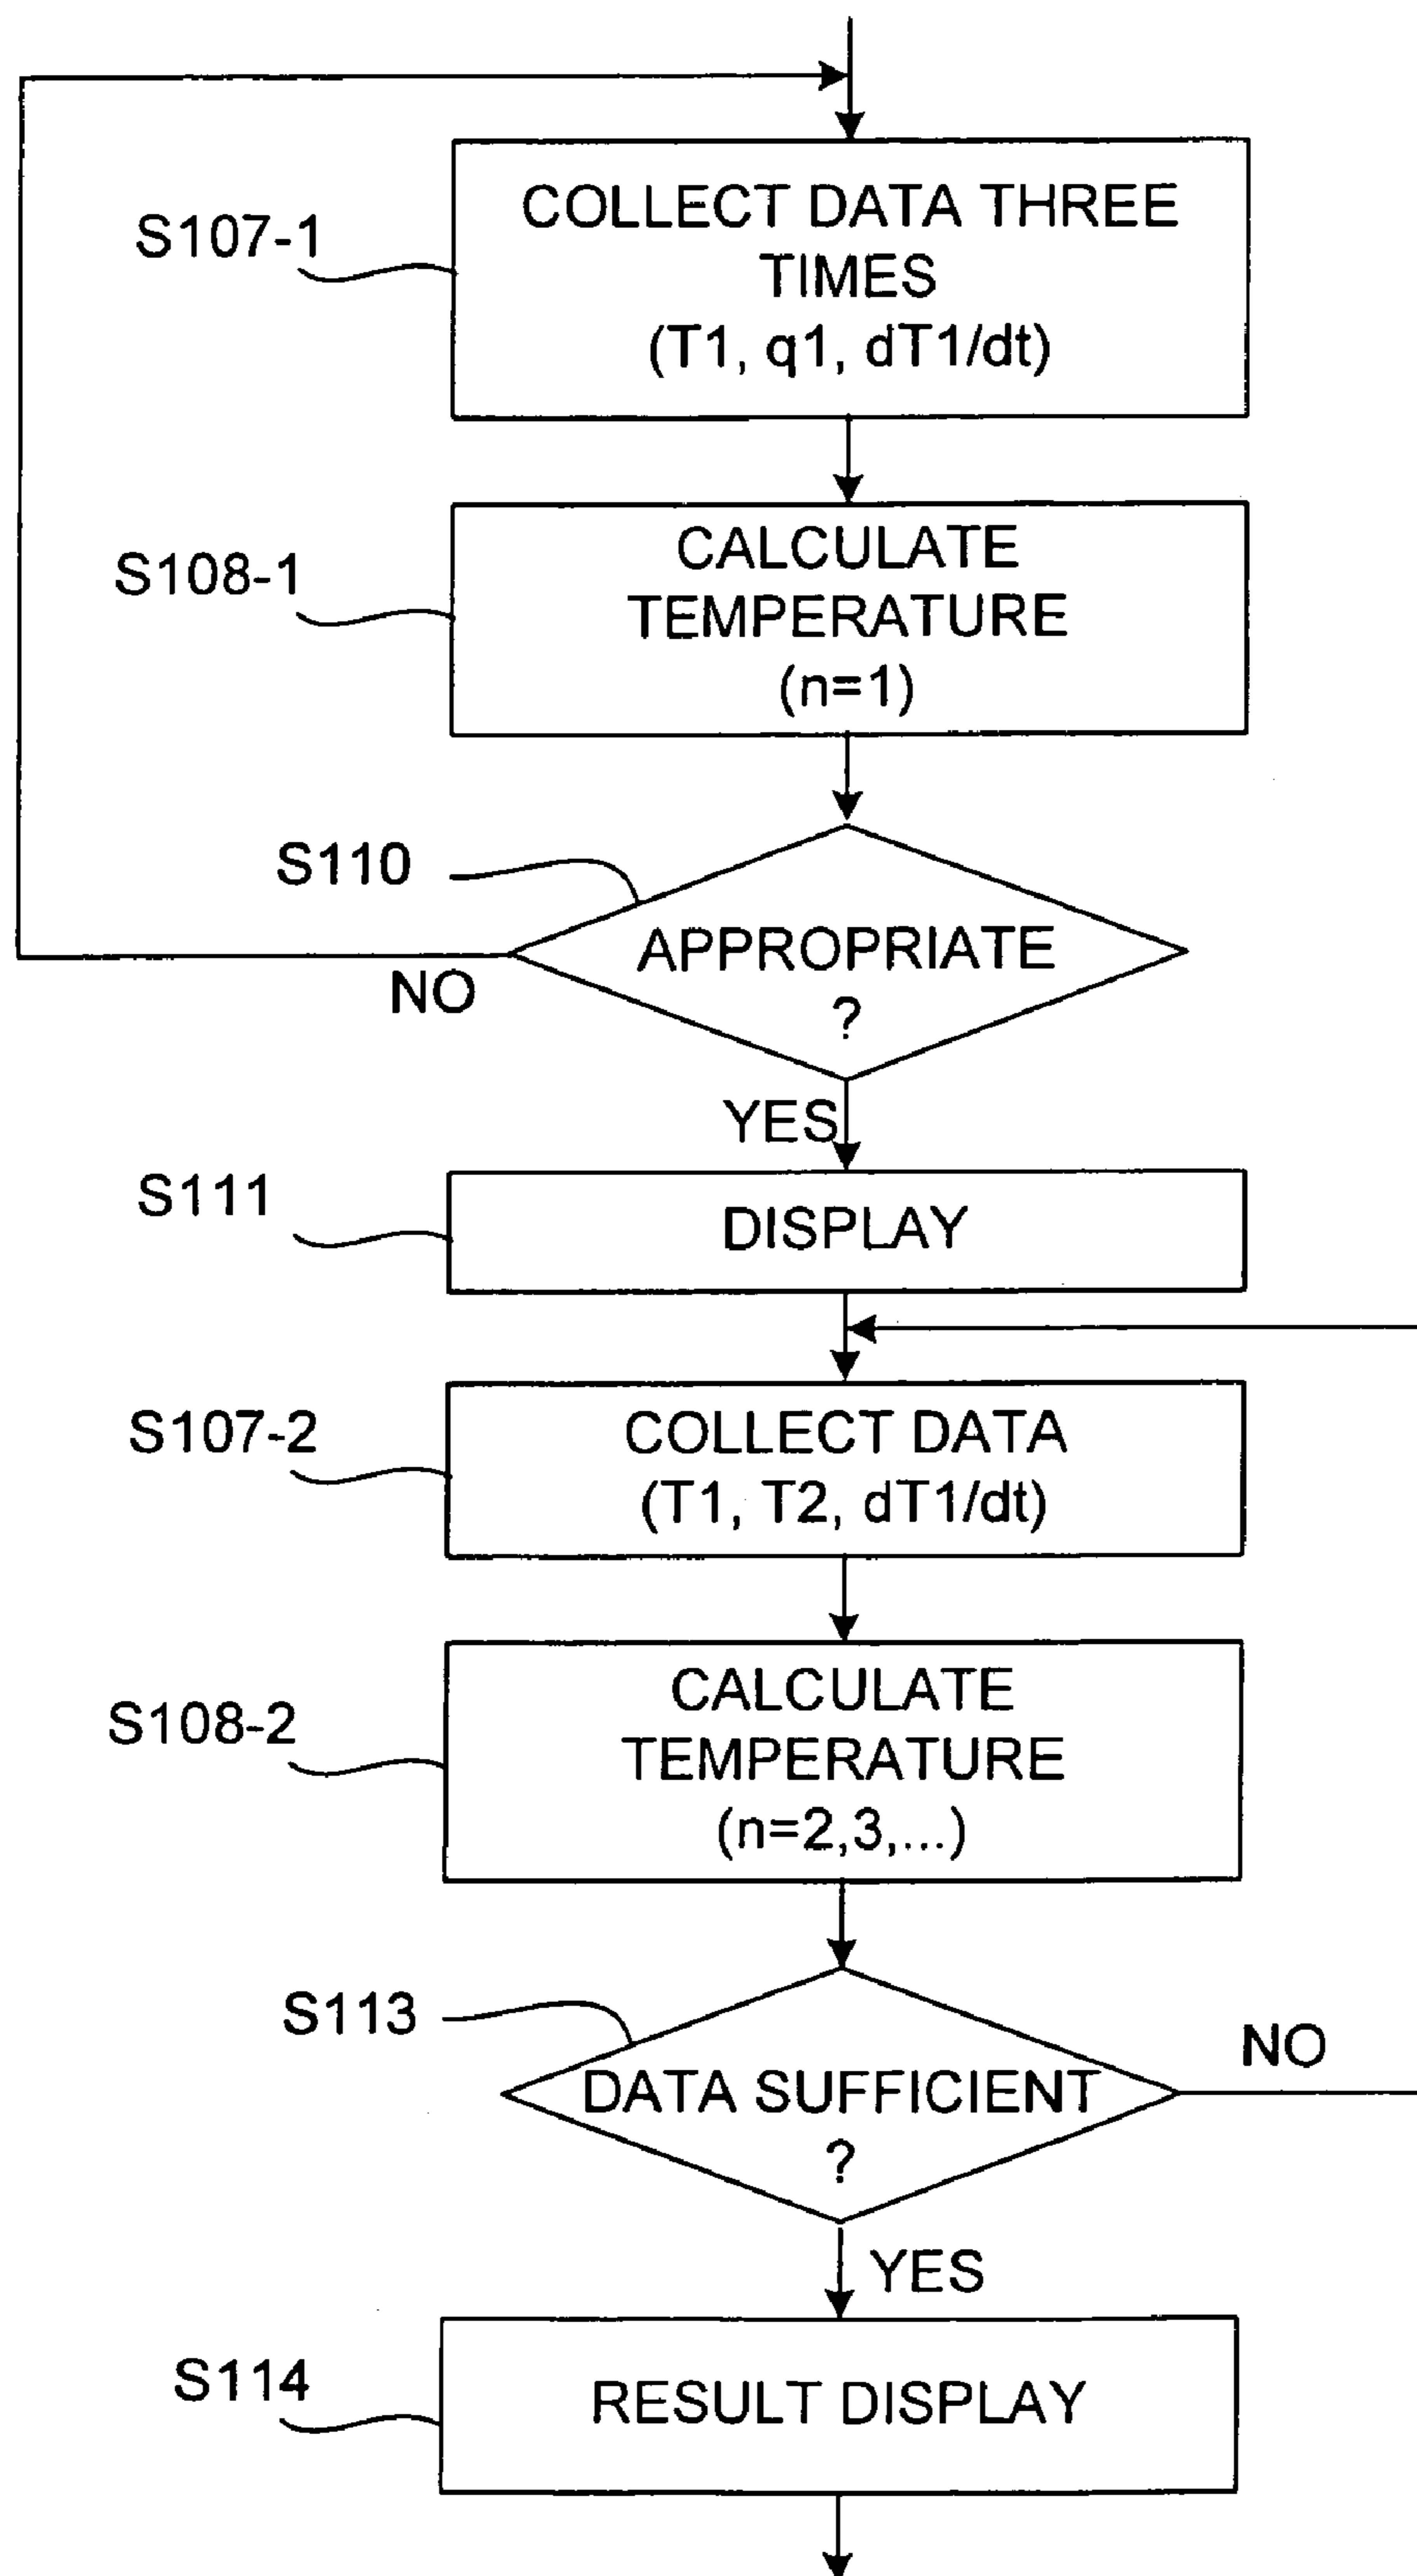 S107-1
COLLECT DATA THREE
TIMES
(T1, q1, dT1/dt)
S108-1
CALCULATE
TEMPERATURE
(n=1)
S110
APPROPRIATE
?
NO
YES
S111
DISPLAY
S107-2
COLLECT DATA
(T1, T2, dT1/dt)
S108-2
CALCULATE
TEMPERATURE
(n=2,3,...)
S113
DATA SUFFICIENT
?
NO
YES
S114
RESULT DISPLAY